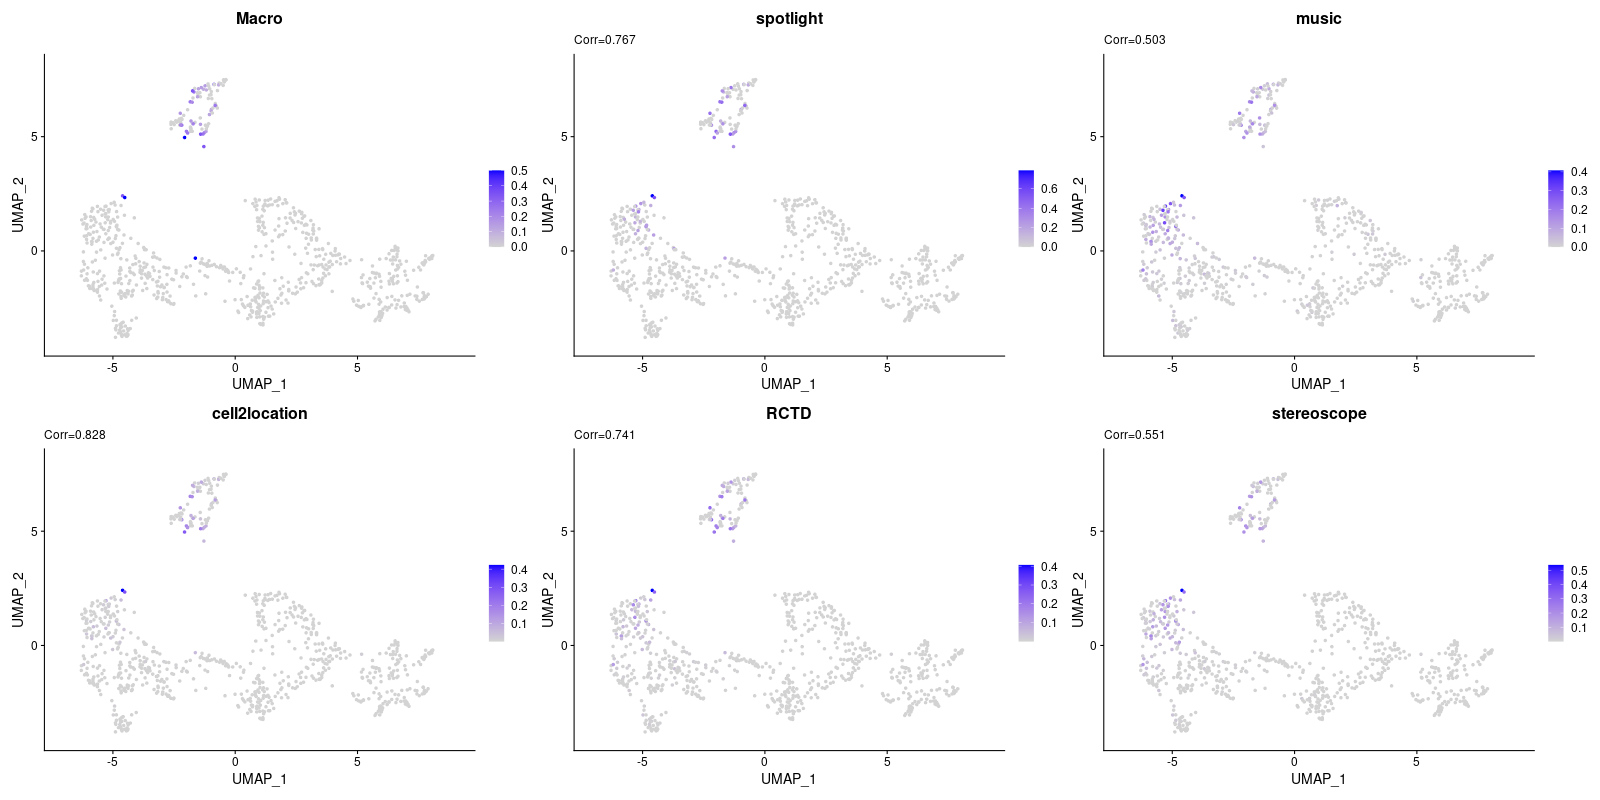 Macro
UMAP_2
5
0
-5
0
5
UMAP_1
0.5
0.4
0.3
0.2
0.1
0.0
spotlight
Corr=0.767
UMAP_2
5
0
-5
0
5
UMAP_1
0.6
0.4
0.2
0.0
music
Corr=0.503
UMAP_2
5
0
-5
0
5
UMAP_1
0.4
0.3
0.2
0.1
0.0
cell2location
Corr=0.828
UMAP_2
5
0
-5
0
5
UMAP_1
0.4
0.3
0.2
0.1
RCTD
Corr=0.741
UMAP_2
5
0
-5
0
5
UMAP_1
0.4
0.3
0.2
0.1
stereoscope
Corr=0.551
UMAP_2
5
0
-5
0
5
UMAP_1
0.5
0.4
0.3
0.2
0.1